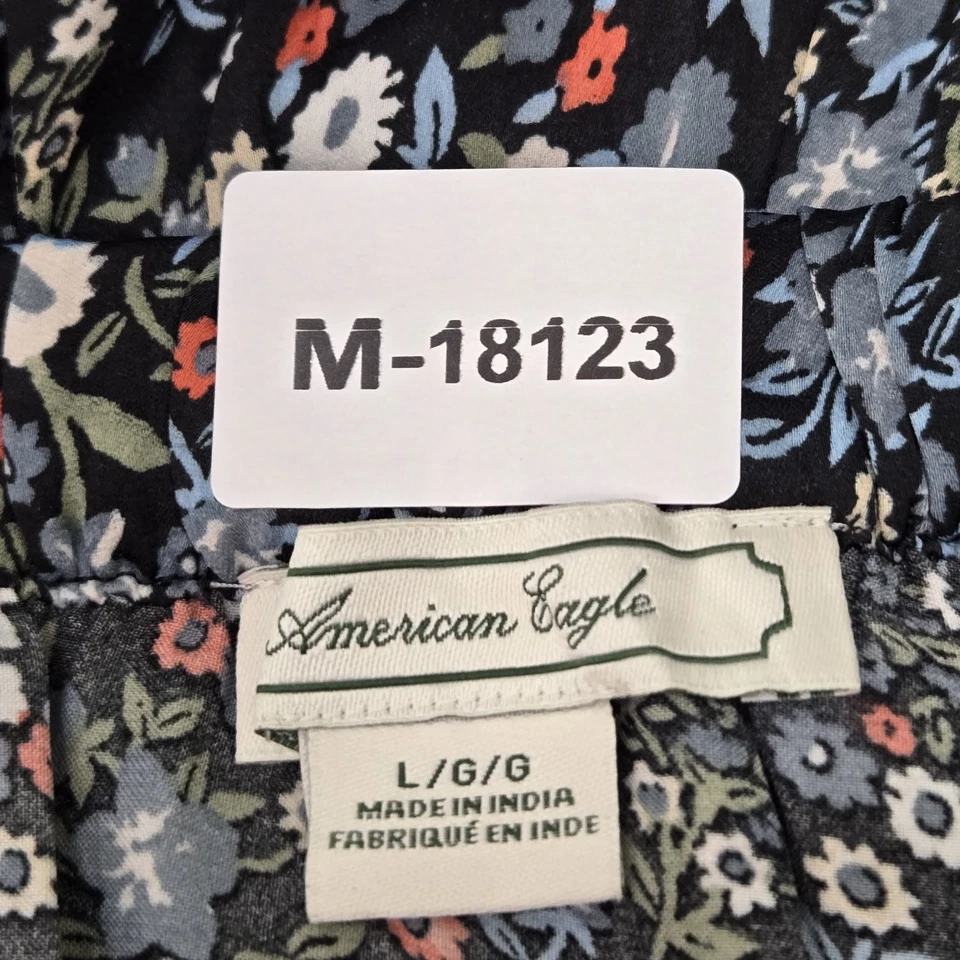 M-18123
American Eagle
L/G/G
MADE IN INDIA
FABRIQUÉ EN INDE